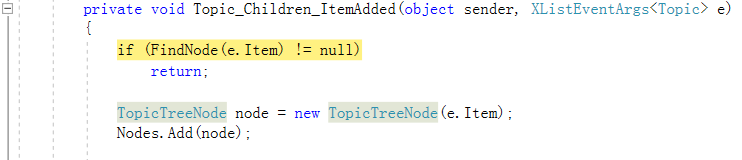 private void Topic_Children_ItemAdded(object sender, XListEventArgs<Topic> e)
{
if (FindNode(e.Item) != null)
return;
TopicTreeNode node = new TopicTreeNode(e.Item);
Nodes.Add(node);